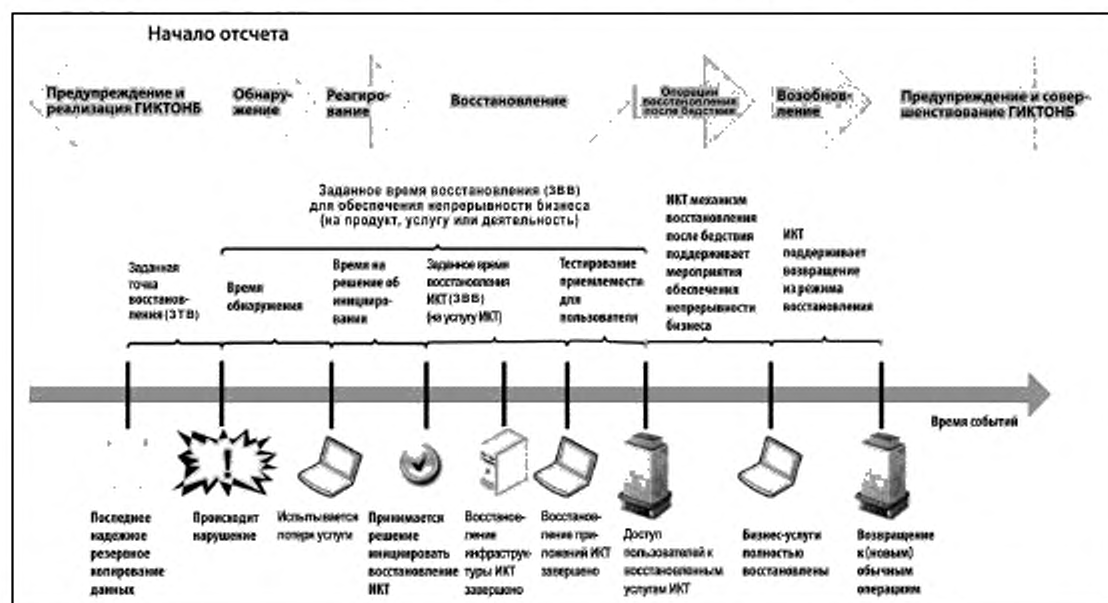 Начало отсчета
Предупреждение и
реализация ГИКТОНБ
Обнару-
жение
Реагиро-
вание
Восстановление
Операции
восстановления
после бедствия
Возобнов-
ление
Предупреждение и совер-
шенствование ГИКТОНБ
Заданное время восстановления (ЗВВ)
для обеспечения непрерывности бизнеса
(на продукт, услугу или деятельность)
Заданная
точка
восстанов-
ления (ЗТВ)
Время
обнаружения
Время на
решение об
инициирo-
вании
Заданное время
восстановления
ИКТ (ЗВВ)
(на услугу ИКТ)
Тестирование
приемлемости
для
пользователя
ИКТ механизм
восстановления
после бедствия
поддерживает
мероприятия
обеспечения
непрерывности
бизнеса
ИКТ
поддерживает
возвращение
из режима
восстановления
Время событий
Последнее
надежное
резервное
копирование
данных
Происходит
нарушение
Испытывается
потеря услуги
Принимается
решение
инициировать
восстановление
ИКТ
Восстанов-
ление
инфраструк-
туры ИКТ
завершено
Восстанов-
ление при-
ложений ИКТ
завершено
Доступ
пользователей к
восстановленным
услугам ИКТ
Бизнес-услуги
полностью
восстановлены
Возвращение
к (новым)
обычным
операциям